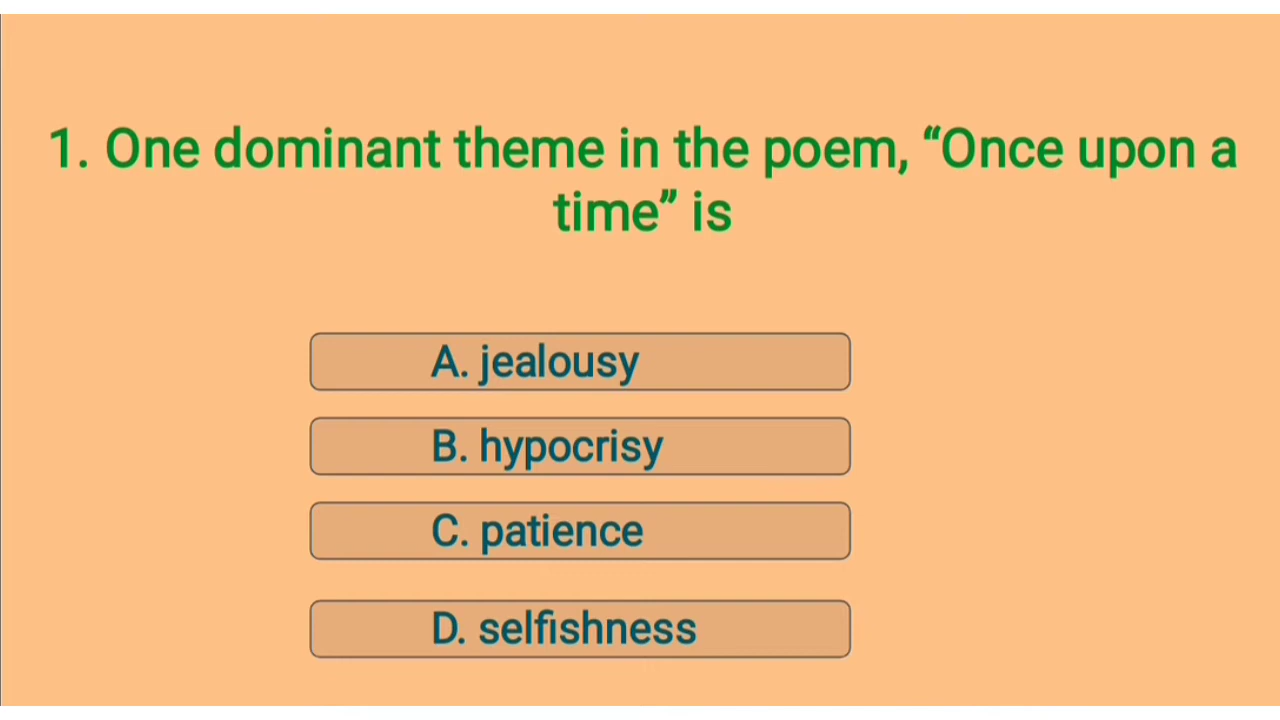 1. One dominant theme in the poem, “Once upon a
time” is
A. jealousy
B. hypocrisy
C. patience
D. selfishness